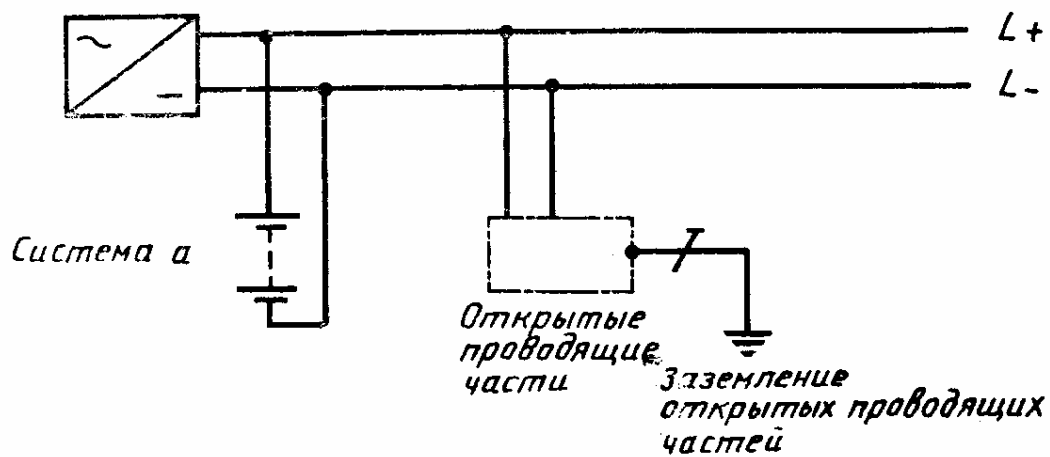 L+
L-
Система а
Открытые
проводящие
части
Заземление
открытых проводящих
частей